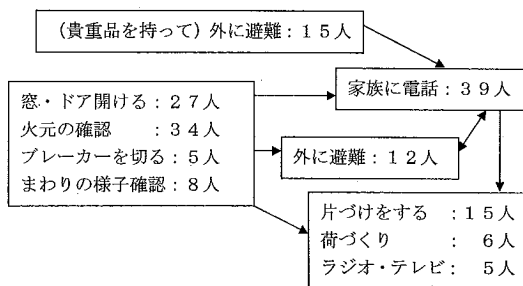 (貴重品を持って)外に避難:15人
家族に電話:39人
窓・ドア開ける:27人
火元の確認 :34人
ブレーカーを切る:5人
まわりの様子確認:8人
外に避難:12人
片づけをする :15人
荷づくり : 6人
ラジオ・テレビ: 5人